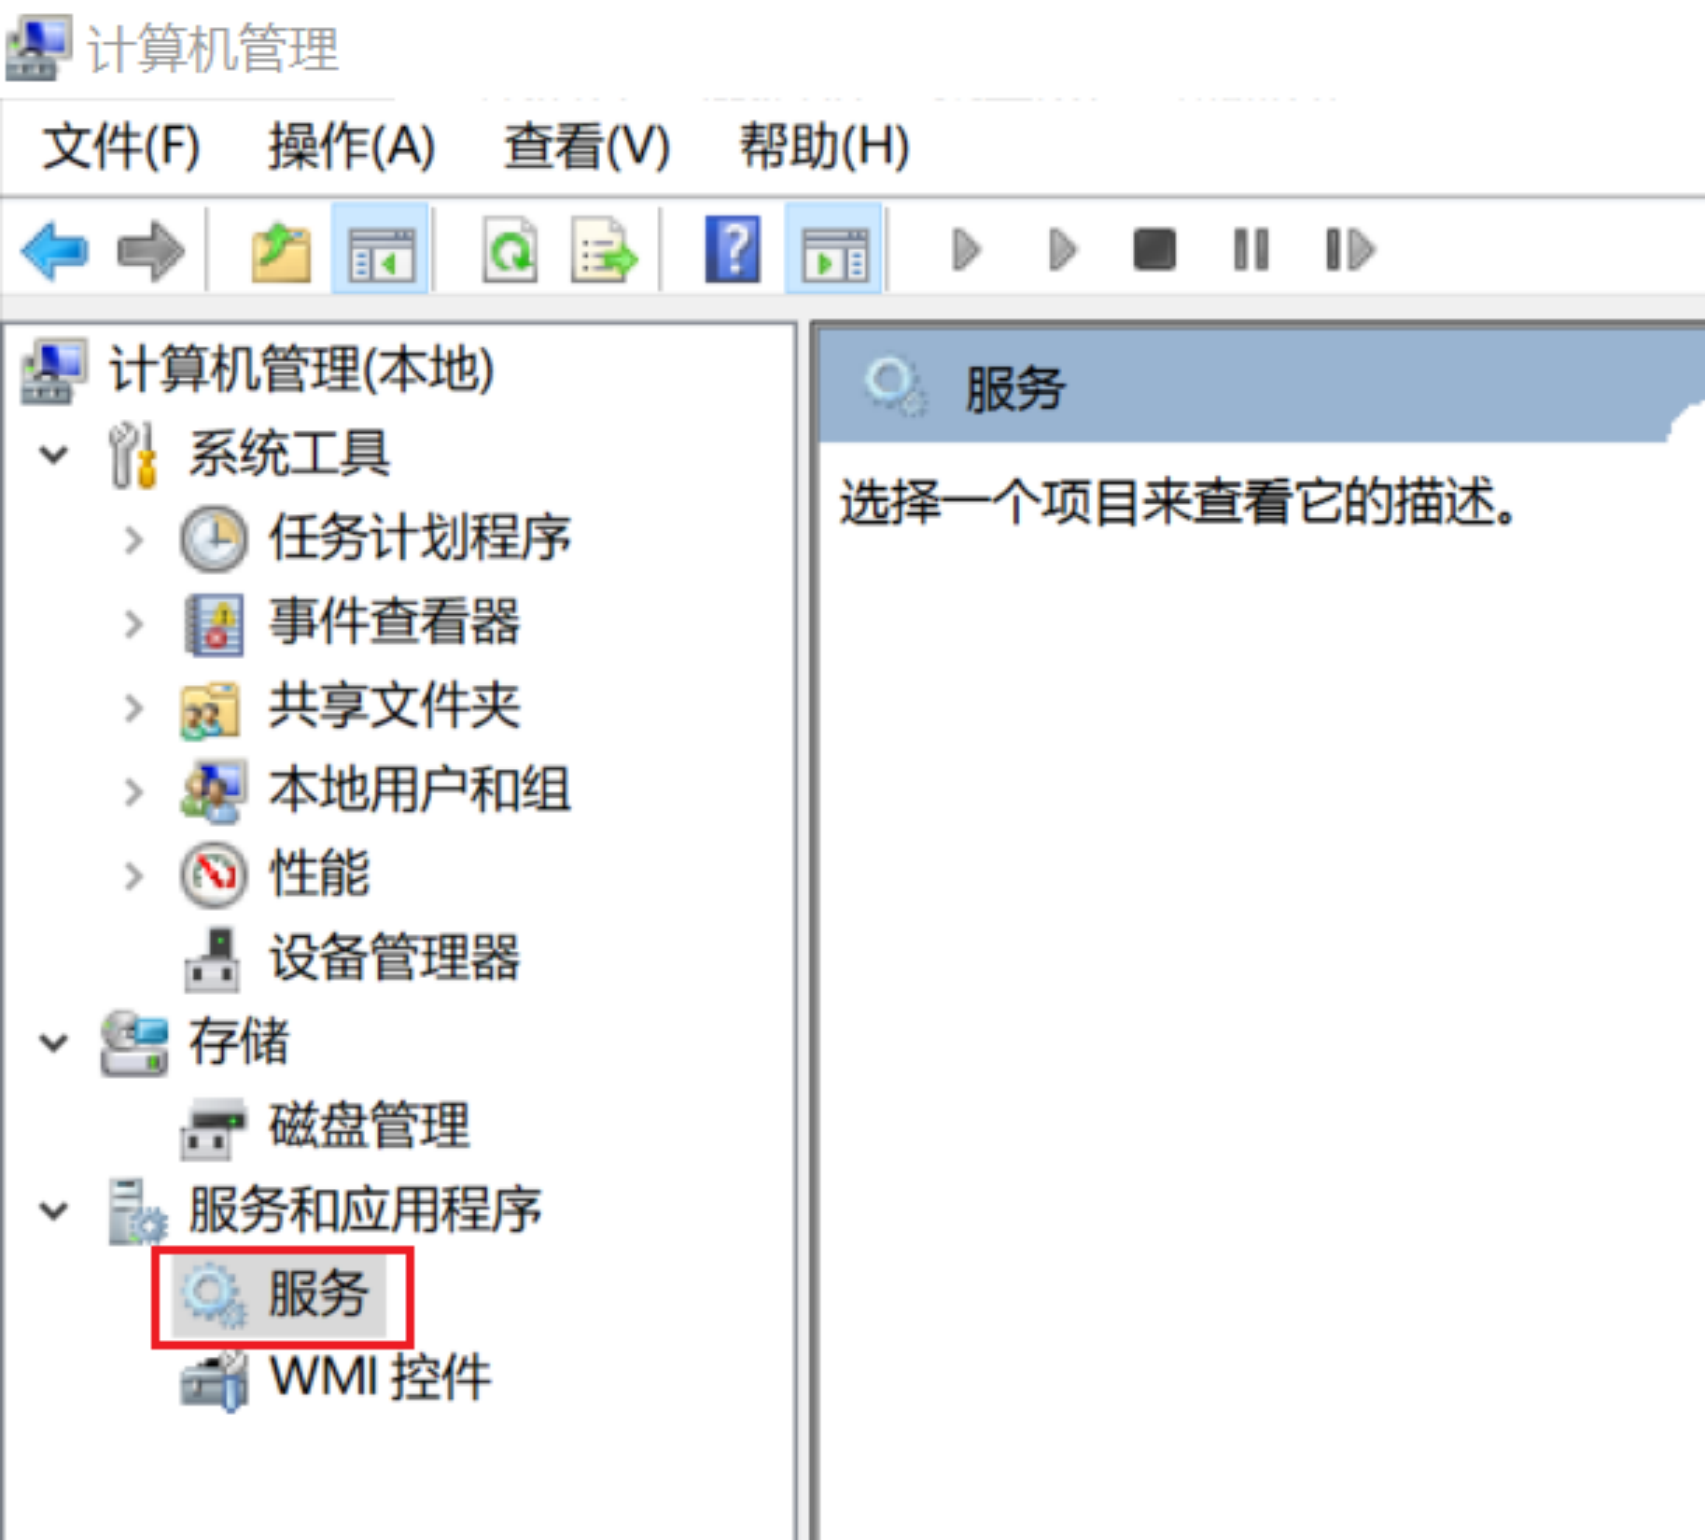 计算机管理
文件(F) 操作(A) 查看(V) 帮助(H)
计算机管理(本地)
系统工具
任务计划程序
事件查看器
共享文件夹
本地用户和组
性能
设备管理器
存储
磁盘管理
服务和应用程序
服务
WMI 控件
服务
选择一个项目来查看它的描述。